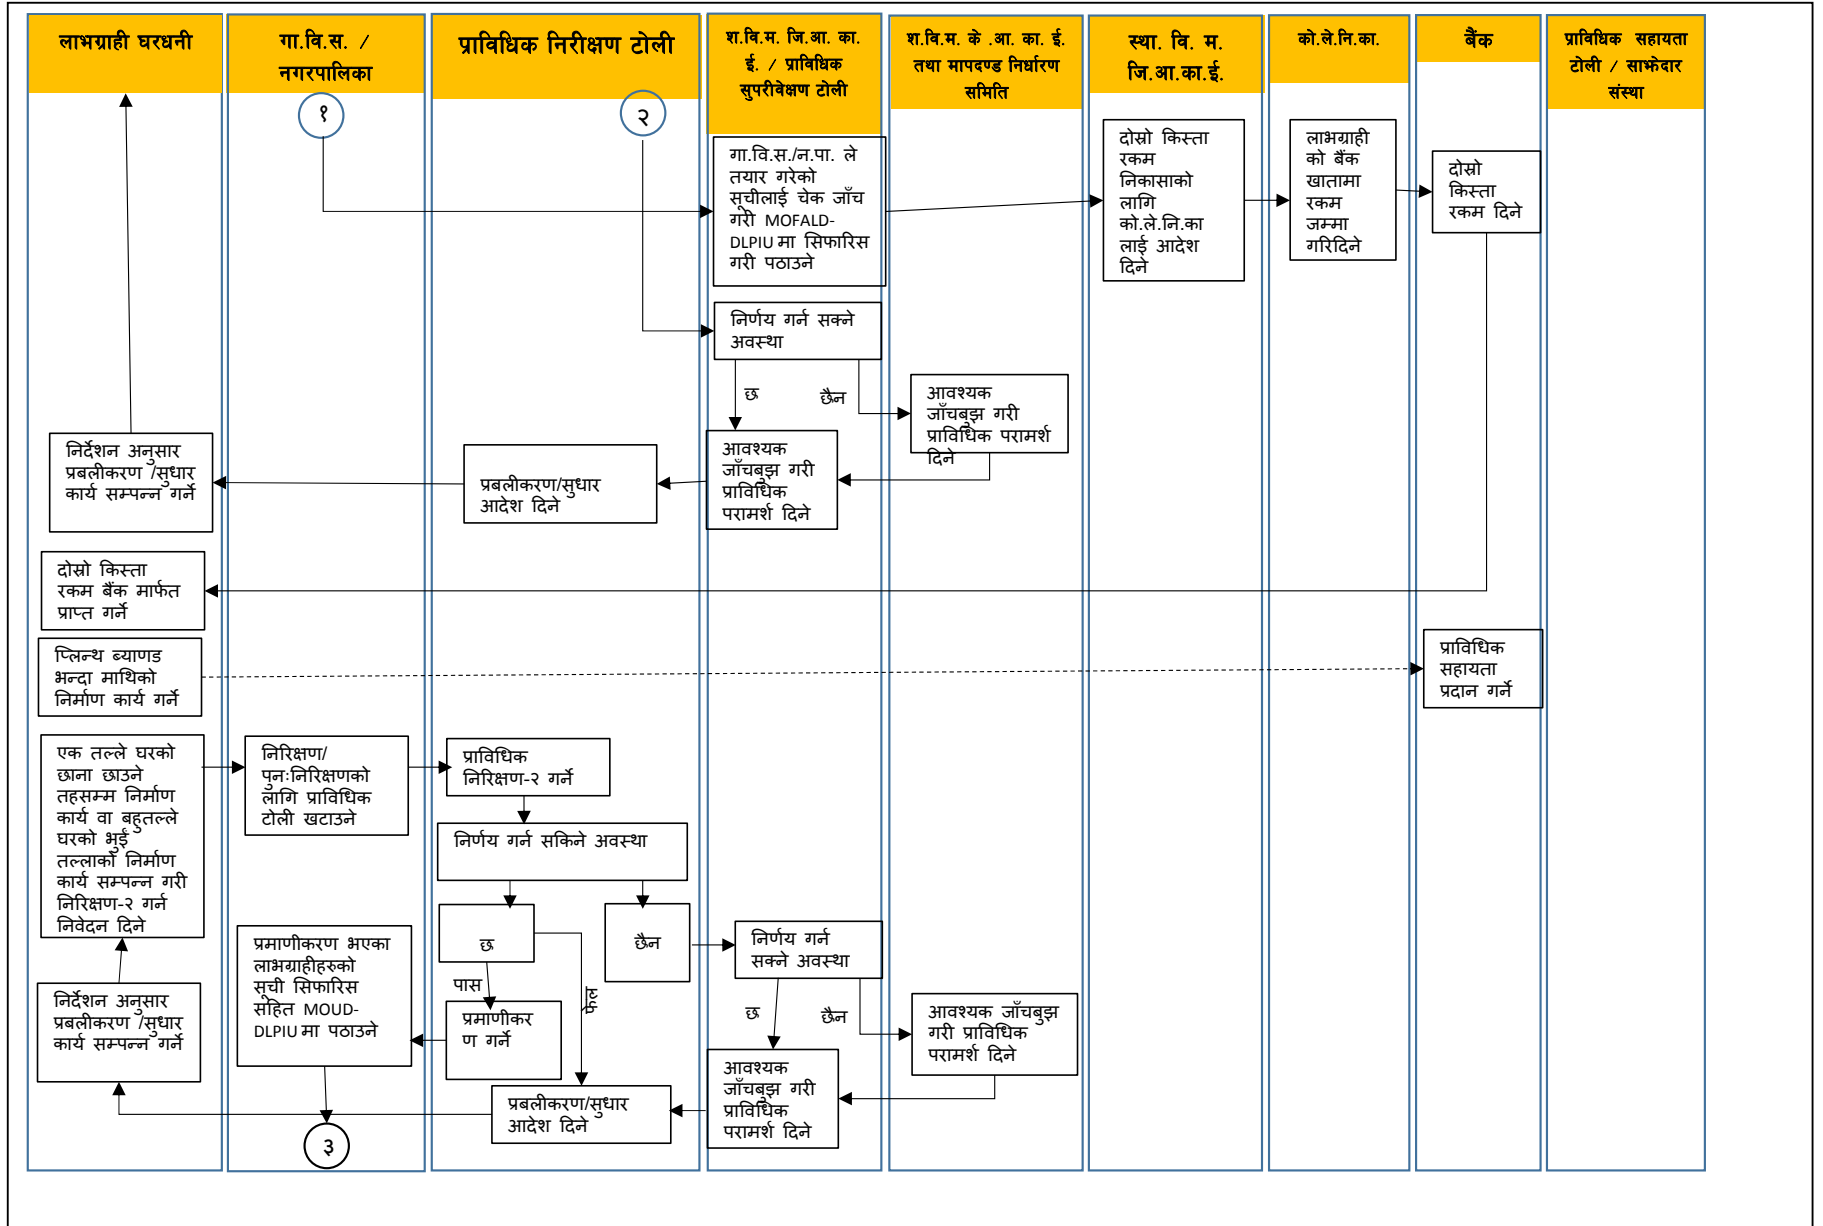 लाभग्राही घरधनी
गा.वि.स. /
नगरपालिका
प्राविधिक निरीक्षण टोली
श.वि.म. जि.आ. का.
ई. / प्राविधिक
सुपरीवेक्षण टोली
श.वि.म. के .आ. का. ई.
तथा मापदण्ड निर्धारण
समिति
स्था. वि. म.
जि.आ.का.ई.
को.ले.नि.का.
बैंक
प्राविधिक सहायता
टोली / साझेदार
संस्था
१
२
गा.वि.स./न.पा. ले
तयार गरेको
सूचीलाई चेक जाँच
गरी MOFALD-
DLPIU मा सिफारिस
गरी पठाउने
दोस्रो किस्ता
रकम
निकासाको
लागि
को.ले.नि.का
लाई आदेश
दिने
लाभग्राही
को बैंक
खातामा
रकम
जम्मा
गरिदिने
दोस्रो
किस्ता
रकम दिने
निर्णय गर्न सक्ने
अवस्था
छ
छैन
आवश्यक
जाँचबुझ गरी
प्राविधिक परामर्श
दिने
आवश्यक
जाँचबुझ गरी
प्राविधिक
परामर्श दिने
प्रबलीकरण/सुधार
आदेश दिने
निर्देशन अनुसार
प्रबलीकरण /सुधार
कार्य सम्पन्न गर्ने
दोस्रो किस्ता
रकम बैंक मार्फत
प्राप्त गर्ने
प्लिन्थ ब्याण्ड
भन्दा माथिको
निर्माण कार्य गर्ने
प्राविधिक
सहायता
प्रदान गर्ने
एक तल्ले घरको
छाना छाउने
तहसम्म निर्माण
कार्य वा बहुतल्ले
घरको भुईं
तल्लाको निर्माण
कार्य सम्पन्न गरी
निरिक्षण-२ गर्न
निवेदन दिने
निरिक्षण/
पुनःनिरिक्षणको
लागि प्राविधिक
टोली खटाउने
प्राविधिक
निरिक्षण-२ गर्ने
निर्णय गर्न सकिने अवस्था
छ
छैन
पास
फेल
प्रमाणीकर
ण गर्ने
प्रमाणीकरण भएका
लाभग्राहीहरुको
सूची सिफारिस
सहित MOUD-
DLPIU मा पठाउने
निर्णय गर्न
सक्ने अवस्था
छ
छैन
आवश्यक जाँचबुझ
गरी प्राविधिक
परामर्श दिने
आवश्यक
जाँचबुझ गरी
प्राविधिक
परामर्श दिने
प्रबलीकरण/सुधार
आदेश दिने
निर्देशन अनुसार
प्रबलीकरण /सुधार
कार्य सम्पन्न गर्ने
३